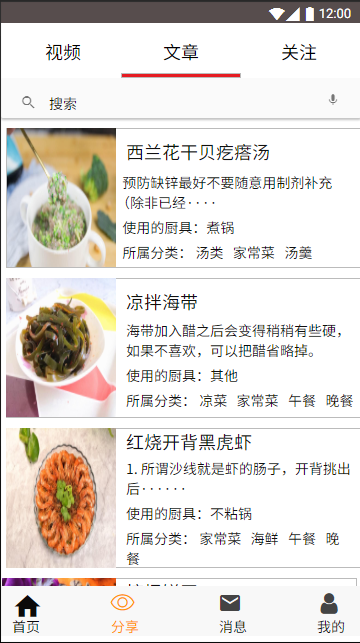 12:00
视频 文章 关注
搜索
西兰花干贝疙瘩汤
预防缺锌最好不要随意用制剂补充
(除非已经····
使用的厨具：煮锅
所属分类： 汤类 家常菜 汤羹
凉拌海带
海带加入醋之后会变得稍稍有些硬，
如果不喜欢，可以把醋省略掉。
使用的厨具：其他
所属分类： 凉菜 家常菜 午餐 晚餐
红烧开背黑虎虾
1. 所谓沙线就是虾的肠子，开背挑出
后······
使用的厨具：不粘锅
所属分类： 家常菜 海鲜 午餐 晚
餐
首页 分享 消息 我的